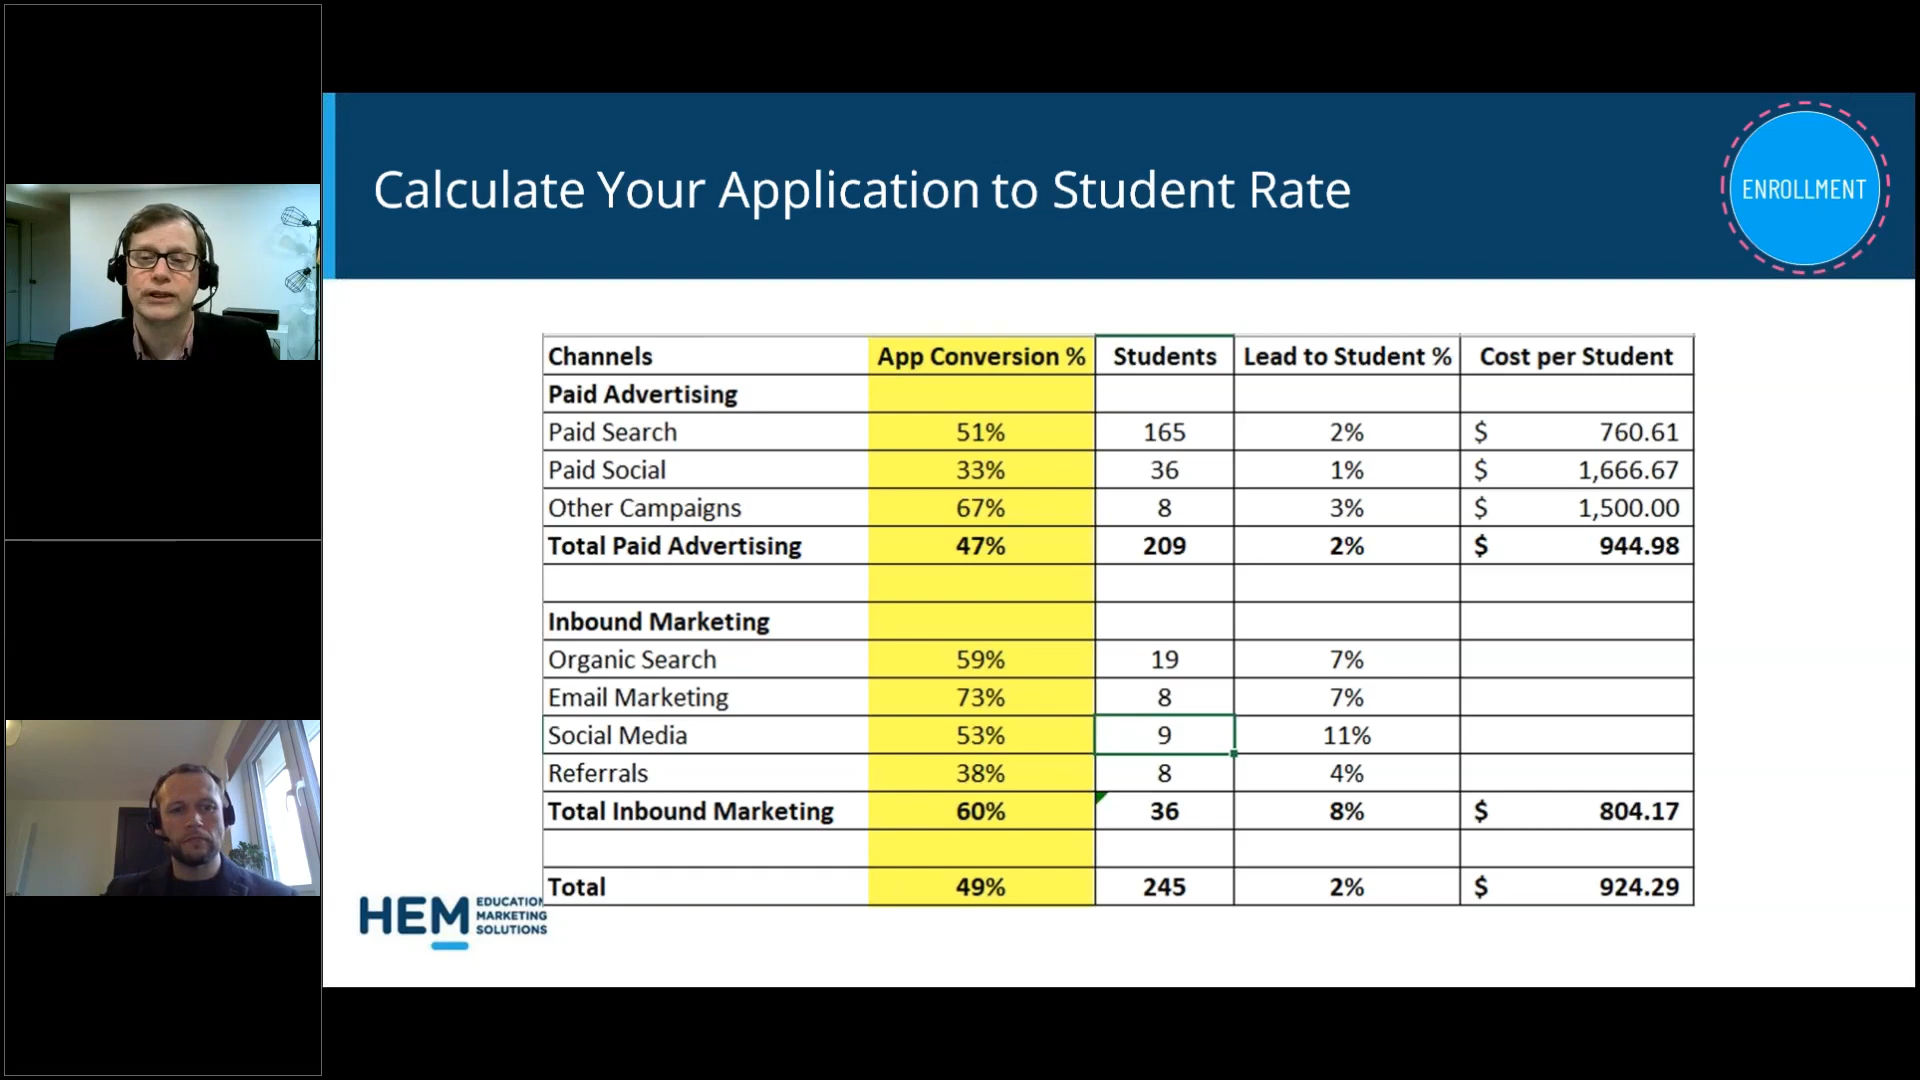 Calculate Your Application to Student Rate
ENROLLMENT
Channels App Conversion % Students Lead to Student % Cost per Student
Paid Advertising
Paid Search 51% 165 2% $ 760.61
Paid Social 33% 36 1% $ 1,666.67
Other Campaigns 67% 8 3% $ 1,500.00
Total Paid Advertising 47% 209 2% $ 944.98
Inbound Marketing
Organic Search 59% 19 7%
Email Marketing 73% 8 7%
Social Media 53% 9 11%
Referrals 38% 8 4%
Total Inbound Marketing 60% 36 8% $ 804.17
Total 49% 245 2% $ 924.29
HEM
EDUCATION
MARKETING
SOLUTIONS